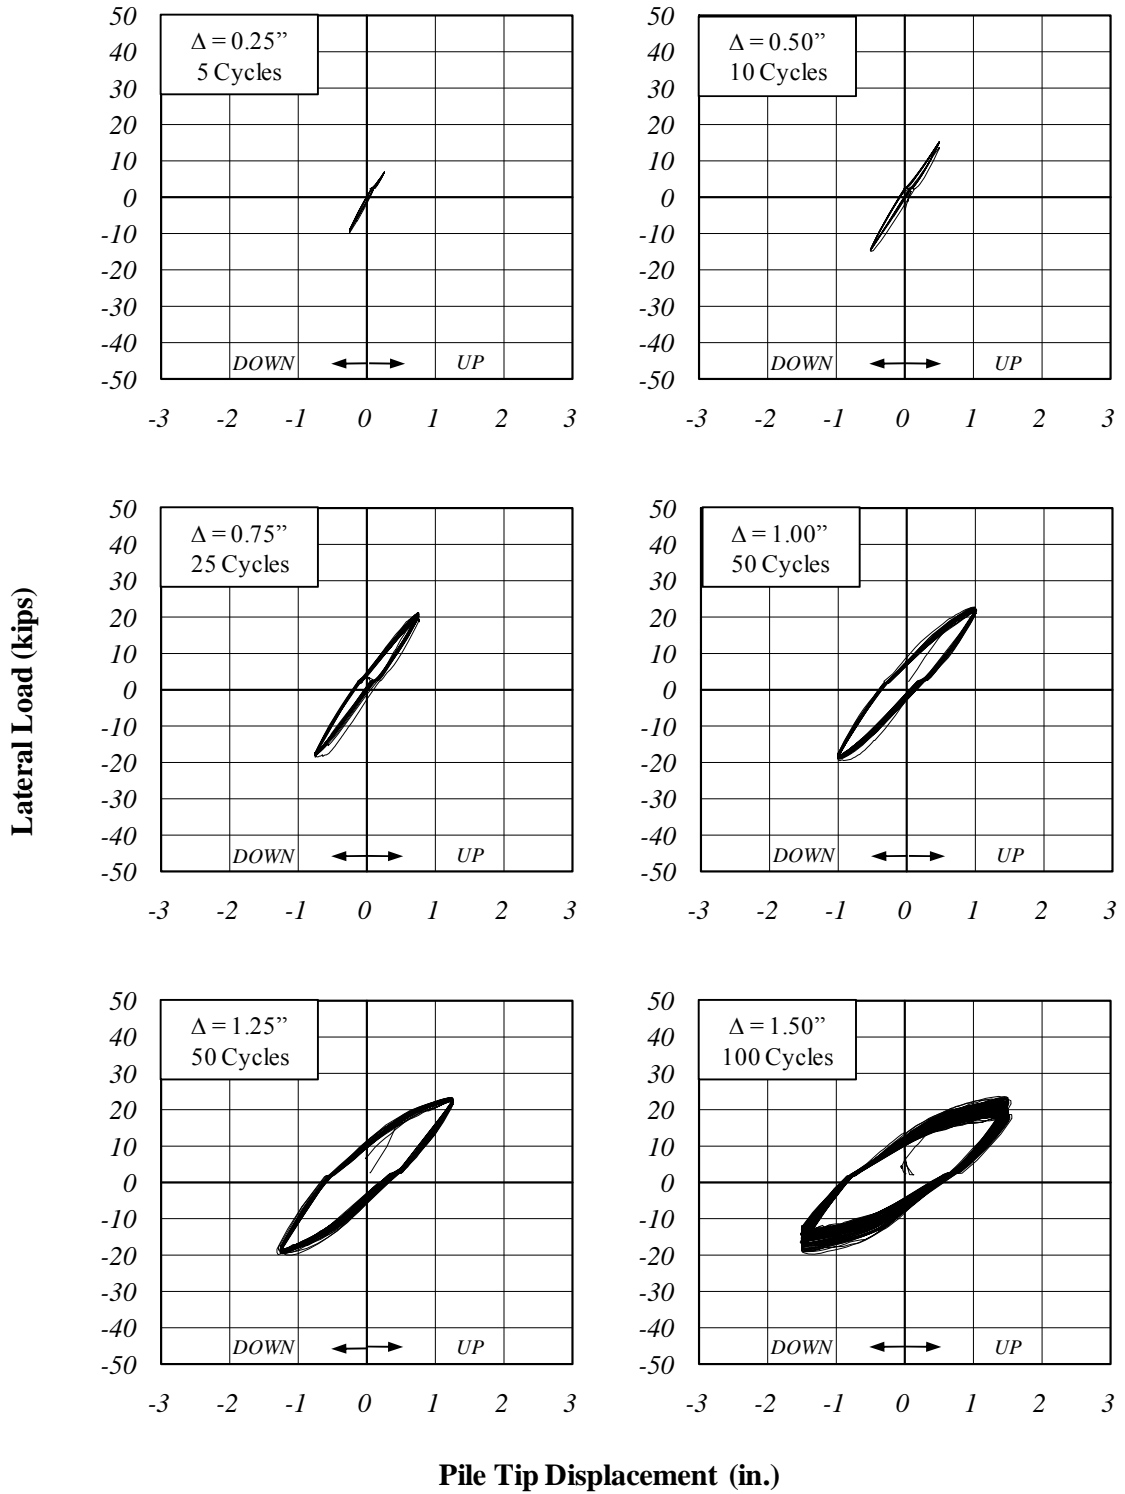 Δ = 0.25”
5 Cycles
50
40
30
20
10
0
-10
-20
-30
-40
-50
DOWN
UP
-3 -2 -1 0 1 2 3
Δ = 0.50”
10 Cycles
50
40
30
20
10
0
-10
-20
-30
-40
-50
DOWN
UP
-3 -2 -1 0 1 2 3
Lateral Load (kips)
Δ = 0.75”
25 Cycles
50
40
30
20
10
0
-10
-20
-30
-40
-50
DOWN
UP
-3 -2 -1 0 1 2 3
Δ = 1.00”
50 Cycles
50
40
30
20
10
0
-10
-20
-30
-40
-50
DOWN
UP
-3 -2 -1 0 1 2 3
Δ = 1.25”
50 Cycles
50
40
30
20
10
0
-10
-20
-30
-40
-50
DOWN
UP
-3 -2 -1 0 1 2 3
Δ = 1.50”
100 Cycles
50
40
30
20
10
0
-10
-20
-30
-40
-50
DOWN
UP
-3 -2 -1 0 1 2 3
Pile Tip Displacement (in.)